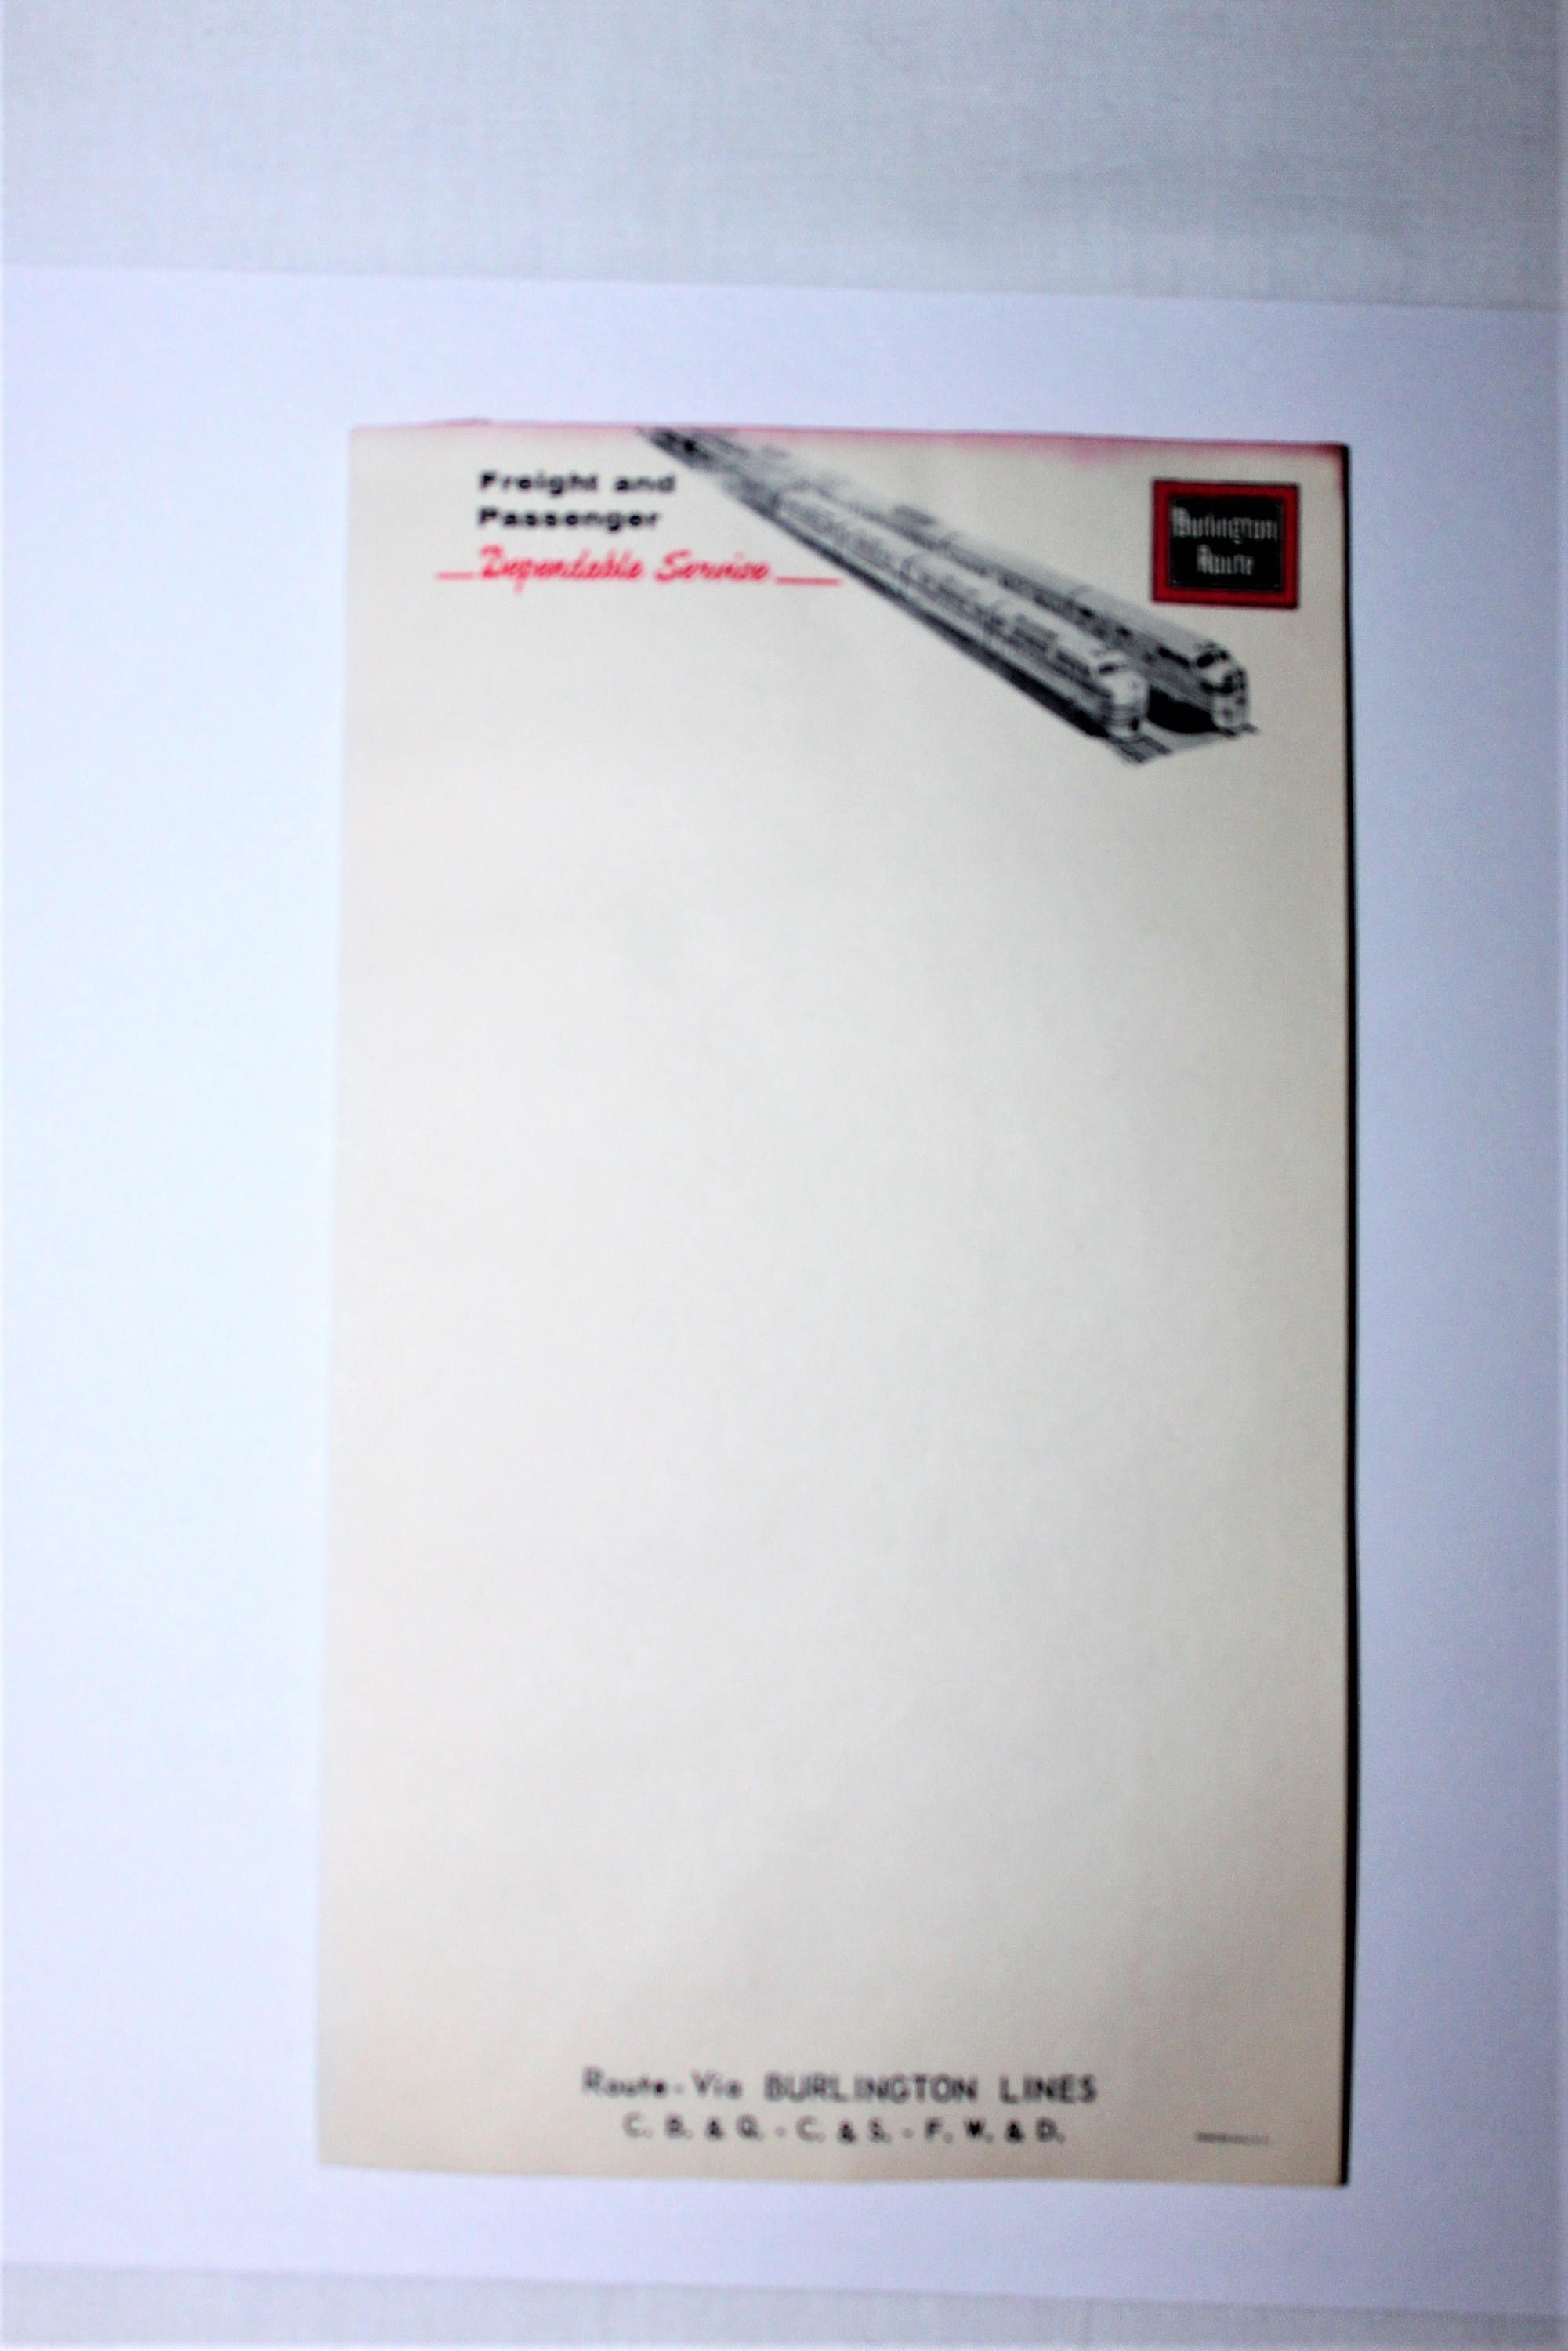 Freight and
Passenger
Dependable Service
Burlington
Route
Route - Via BURLINGTON LINES
C. B. & Q. - C. & S. - F. W. & D.